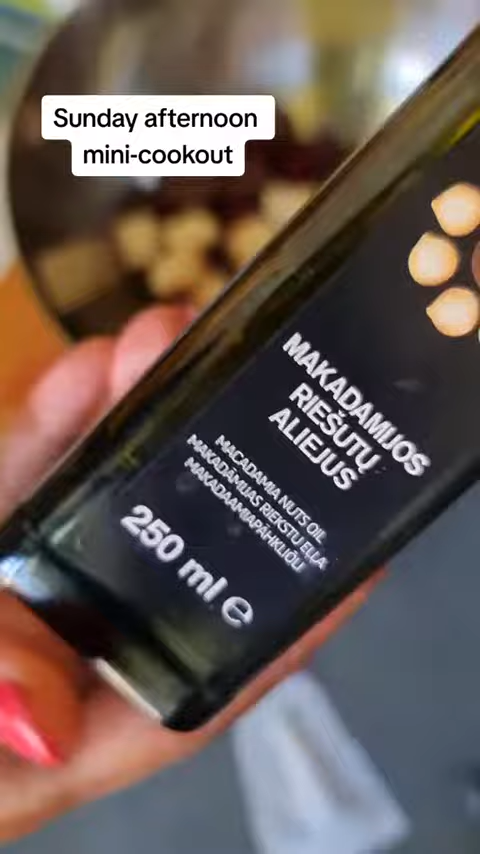 Sunday afternoon
mini-cookout
MAKADAMIJOS
RIEŠUTŲ
ALIEJUS
MACADAMIA NUTS OIL
MAKADĀMIJAS RIEKSTU EĻĻA
MAKADAAMIAPÄHKLIÕLI
250 ml e